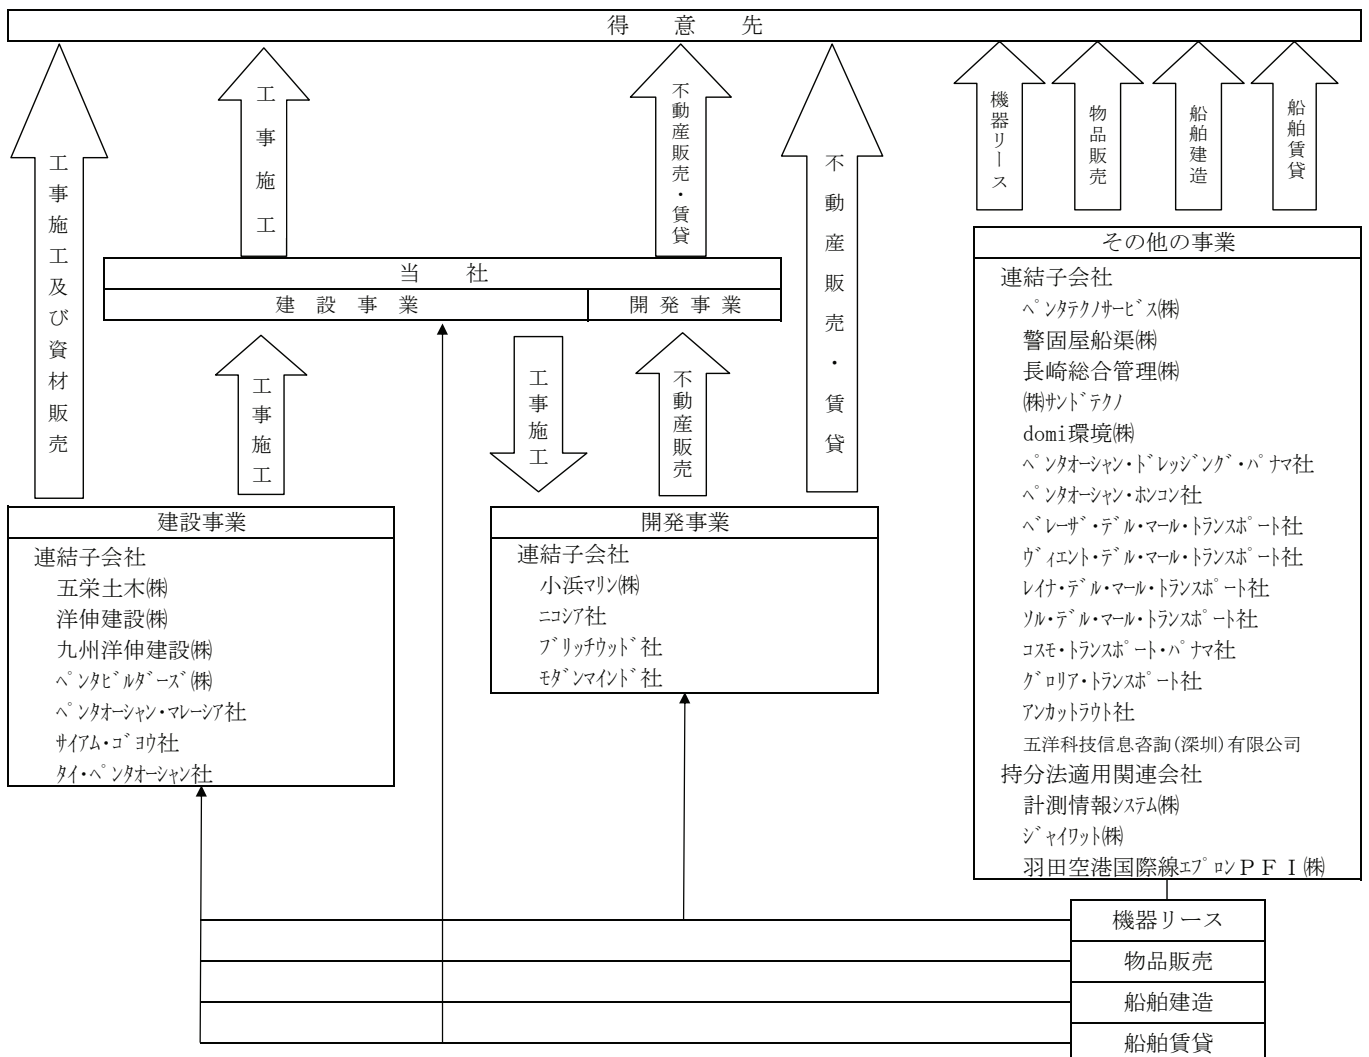 得意先
工事施工及び資材販売
工事施工
不動産販売・賃貸
不動産販売・賃貸
機器リース
物品販売
船舶建造
船舶賃貸
当社
建設事業
開発事業
工事施工
工事施工
不動産販売
建設事業
連結子会社
五栄土木㈱
洋伸建設㈱
九州洋伸建設㈱
ﾍﾟﾝﾀﾋﾞﾙﾀﾞｰｽﾞ㈱
ﾍﾟﾝﾀｵｰｼｬﾝ･ﾏﾚｰｼｱ社
ｻｲｱﾑ･ｺﾞﾖｳ社
ﾀｲ･ﾍﾟﾝﾀｵｰｼｬﾝ社
開発事業
連結子会社
小浜ﾏﾘﾝ㈱
ﾆｺｼｱ社
ﾌﾞﾘｯﾁｳｯﾄﾞ社
ﾓﾀﾞﾝﾏｲﾝﾄﾞ社
その他の事業
連結子会社
ﾍﾟﾝﾀﾃｸﾉｻｰﾋﾞｽ㈱
警固屋船渠㈱
長崎総合管理㈱
㈱ｻﾝﾄﾞﾃｸﾉ
domi環境㈱
ﾍﾟﾝﾀｵｰｼｬﾝ･ﾄﾞﾚｯｼﾞﾝｸﾞ･ﾊﾟﾅﾏ社
ﾍﾟﾝﾀｵｰｼｬﾝ･ﾎﾝｺﾝ社
ﾍﾞﾚｰｻﾞ･ﾃﾞﾙ･ﾏｰﾙ･ﾄﾗﾝｽﾎﾟｰﾄ社
ｳﾞｨｴﾝﾄ･ﾃﾞﾙ･ﾏｰﾙ･ﾄﾗﾝｽﾎﾟｰﾄ社
ﾚｲﾅ･ﾃﾞﾙ･ﾏｰﾙ･ﾄﾗﾝｽﾎﾟｰﾄ社
ｿﾙ･ﾃﾞﾙ･ﾏｰﾙ･ﾄﾗﾝｽﾎﾟｰﾄ社
ｺｽﾓ･ﾄﾗﾝｽﾎﾟｰﾄ･ﾊﾟﾅﾏ社
ｸﾞﾛﾘｱ･ﾄﾗﾝｽﾎﾟｰﾄ社
ｱﾝｶｯﾄﾗｳﾄ社
五洋科技信息咨詢(深圳)有限公司
持分法適用関連会社
計測情報ｼｽﾃﾑ㈱
ｼﾞｬｲﾜｯﾄ㈱
羽田空港国際線ｴﾌﾟﾛﾝＰＦＩ㈱
機器リース
物品販売
船舶建造
船舶賃貸